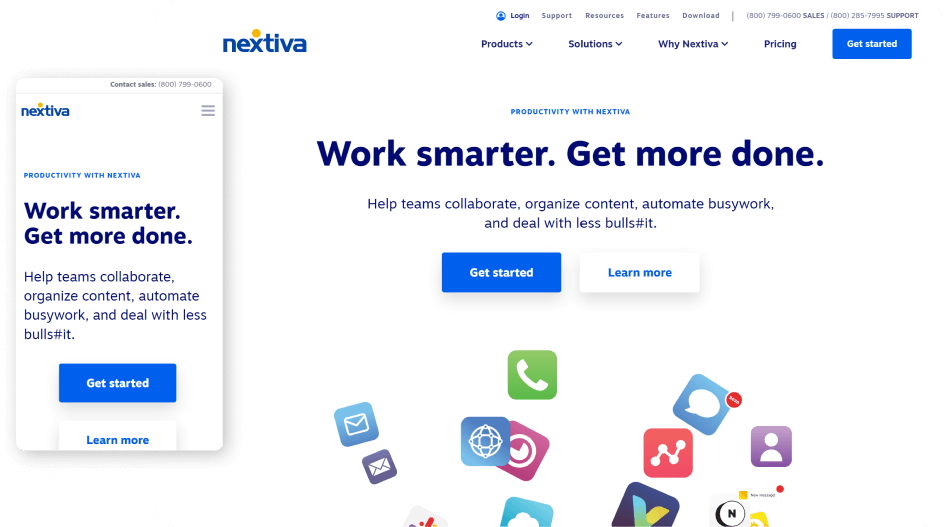 Login Support Resources Features Download | (800) 799-0600 SALES / (800) 285-7995 SUPPORT
nextiva
Products Solutions Why Nextiva Pricing Get started
PRODUCTIVITY WITH NEXTIVA
Work smarter. Get more done.
Help teams collaborate, organize content, automate busywork,
and deal with less bulls#it.
Get started Learn more
New message!
N
Contact sales: (800) 799-0600
nextiva
PRODUCTIVITY WITH NEXTIVA
Work smarter.
Get more done.
Help teams collaborate,
organize content, automate
busywork, and deal with less
bulls#it.
Get started
Learn more